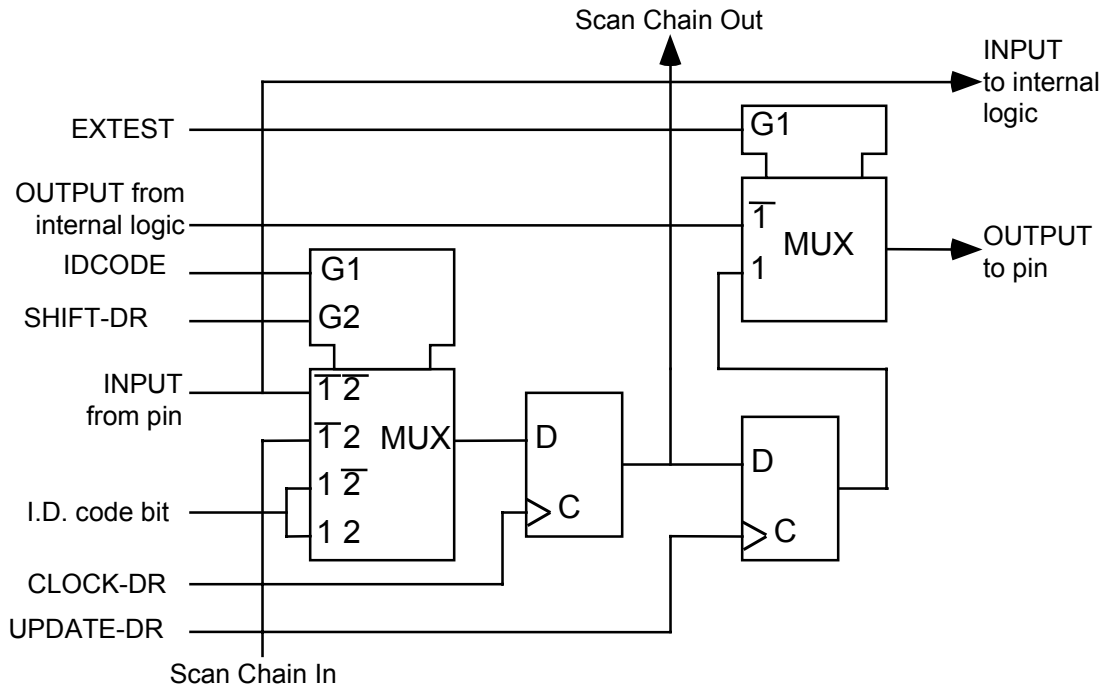 Scan Chain Out
INPUT
to internal
logic
EXTEST
G1
OUTPUT from
internal logic
1̅
MUX
1
OUTPUT
to pin
IDCODE
G1
SHIFT-DR
G2
INPUT
from pin
1̅ 2̅
1̅ 2
MUX
1 2̅
1 2
I.D. code bit
D
C
D
C
CLOCK-DR
UPDATE-DR
Scan Chain In